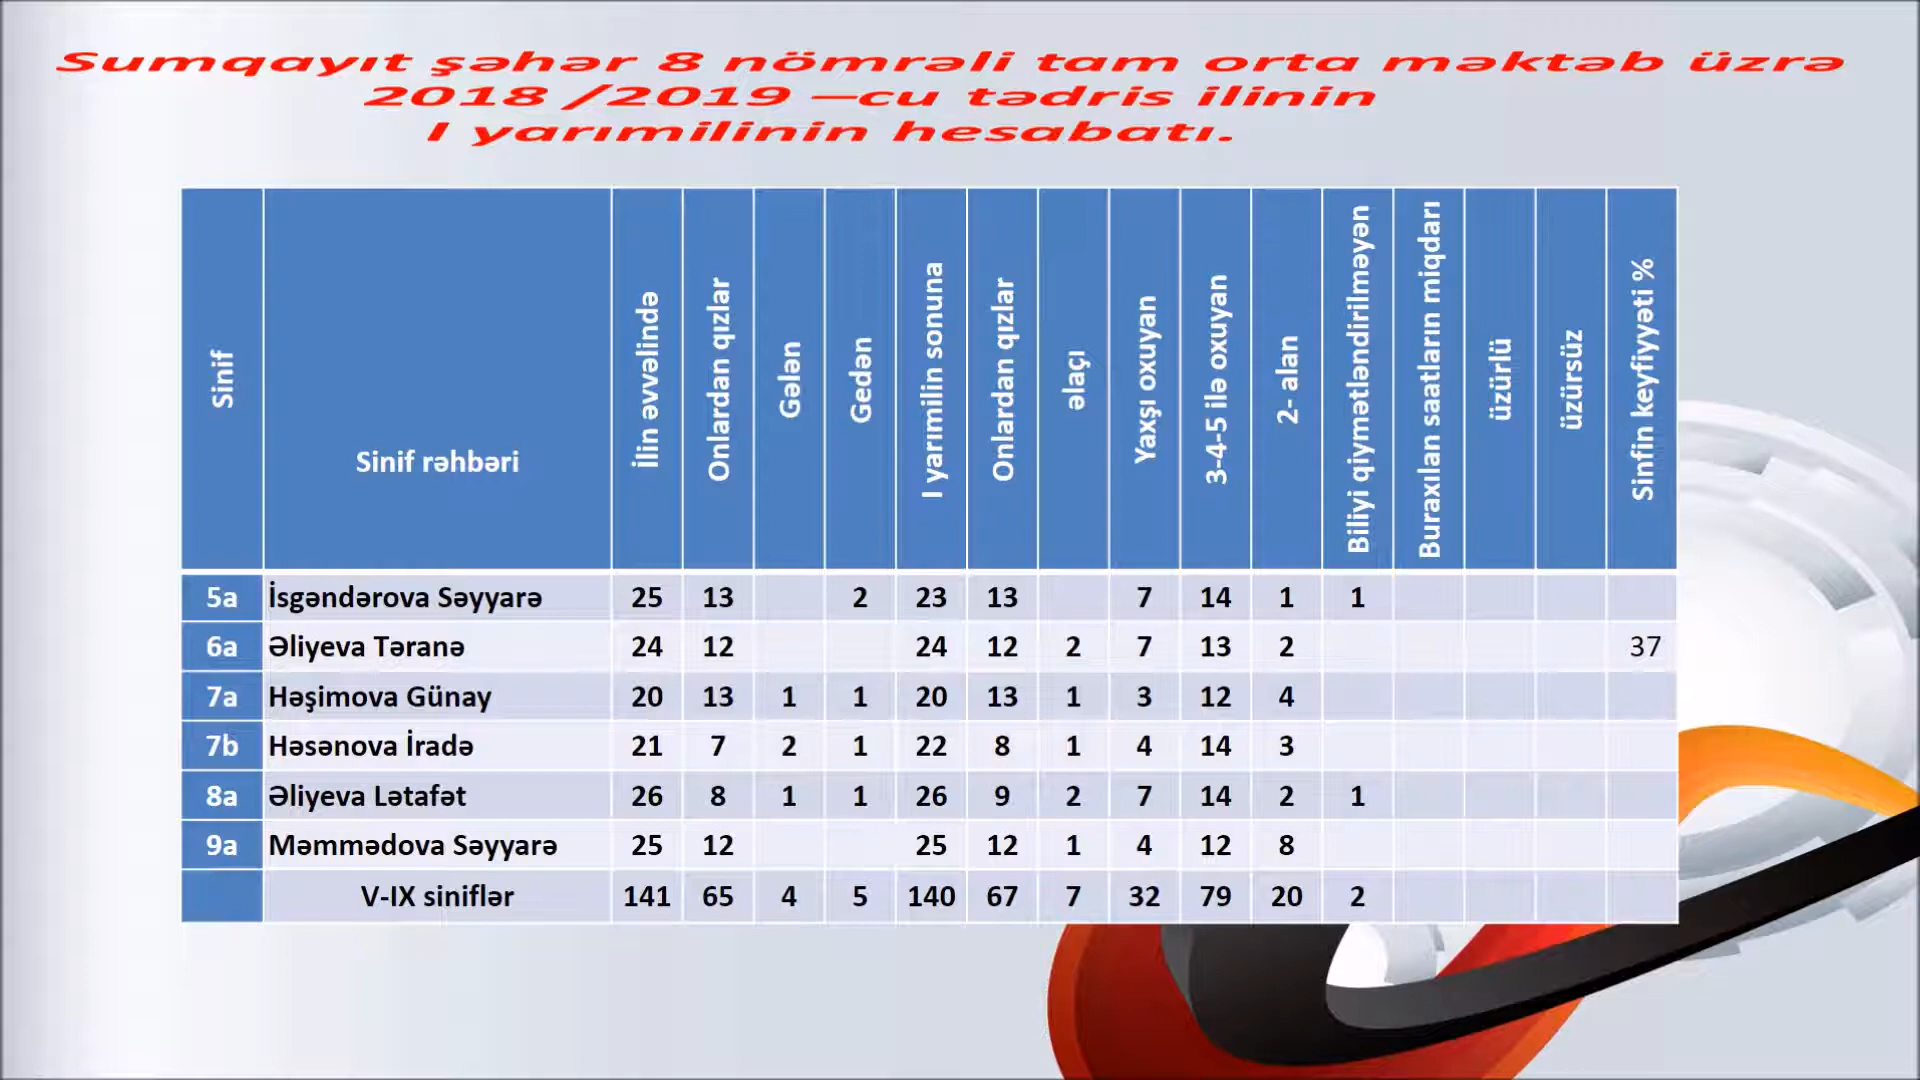 Sumqayıt şəhər 8 nömrəli tam orta məktəb üzrə
2018 /2019 –cu tədris ilinin
I yarımilinin hesabatı.
Sinif Sinif rəhbəri İlin əvvəlində Onlardan qızlar Gələn Gedən I yarımilin sonuna Onlardan qızlar əlaçı Yaxşı oxuyan 3-4-5 ilə oxuyan 2- alan Biliyi qiymətləndirilməyən Buraxılan saatların miqdarı üzürlü üzürsüz Sinfin keyfiyyəti %
5a İsgəndərova Səyyarə 25 13 2 23 13 7 14 1 1
6a Əliyeva Təranə 24 12 24 12 2 7 13 2 37
7a Həşimova Günay 20 13 1 1 20 13 1 3 12 4
7b Həsənova İradə 21 7 2 1 22 8 1 4 14 3
8a Əliyeva Lətafət 26 8 1 1 26 9 2 7 14 2 1
9a Məmmədova Səyyarə 25 12 25 12 1 4 12 8
V-IX siniflər 141 65 4 5 140 67 7 32 79 20 2